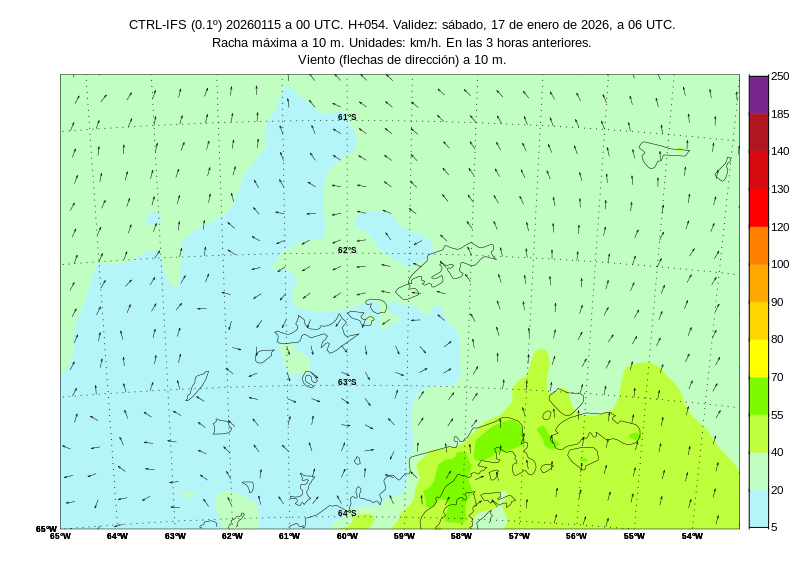 CTRL-IFS (0.1º) 20260115 a 00 UTC. H+054. Validez: sábado, 17 de enero de 2026, a 06 UTC.
Racha máxima a 10 m. Unidades: km/h. En las 3 horas anteriores.
Viento (flechas de dirección) a 10 m.
250
185
140
130
120
100
90
80
70
55
40
20
5
61°S
62°S
63°S
64°S
65°W
65°W 64°W 63°W 62°W 61°W 60°W 59°W 58°W 57°W 56°W 55°W 54°W